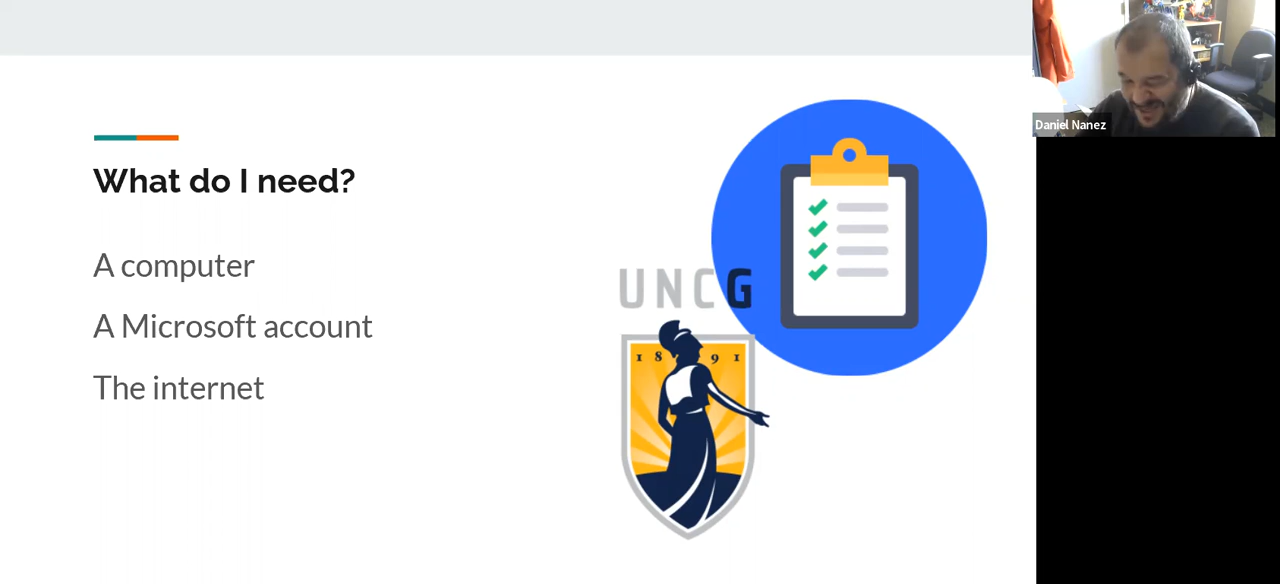 What do I need?
A computer
A Microsoft account
The internet
UNCG
1891
Daniel Nanez